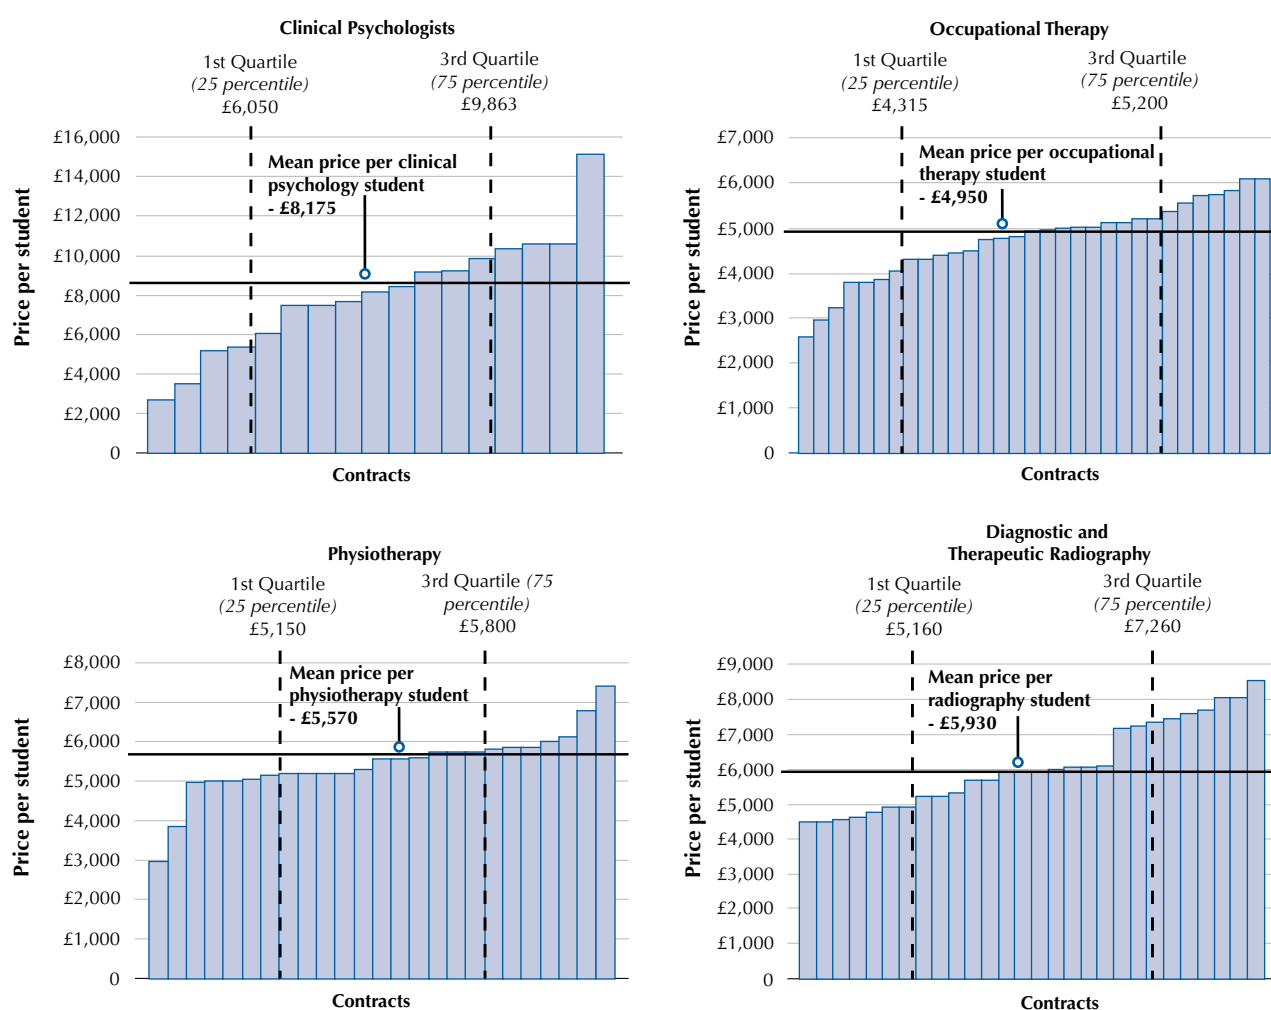 Clinical Psychologists
1st Quartile
(25 percentile)
£6,050
3rd Quartile
(75 percentile)
£9,863
£16,000
£14,000
£12,000
£10,000
£8,000
£6,000
£4,000
£2,000
0
Price per student
Mean price per clinical
psychology student
- £8,175
Contracts
Occupational Therapy
1st Quartile
(25 percentile)
£4,315
3rd Quartile
(75 percentile)
£5,200
£7,000
£6,000
£5,000
£4,000
£3,000
£2,000
£1,000
0
Price per student
Mean price per occupational
therapy student
- £4,950
Contracts
Physiotherapy
1st Quartile
(25 percentile)
£5,150
3rd Quartile (75
percentile)
£5,800
£8,000
£7,000
£6,000
£5,000
£4,000
£3,000
£2,000
£1,000
0
Price per student
Mean price per
physiotherapy student
- £5,570
Contracts
Diagnostic and
Therapeutic Radiography
1st Quartile
(25 percentile)
£5,160
3rd Quartile
(75 percentile)
£7,260
£9,000
£8,000
£7,000
£6,000
£5,000
£4,000
£3,000
£2,000
£1,000
0
Price per student
Mean price per
radiography student
- £5,930
Contracts